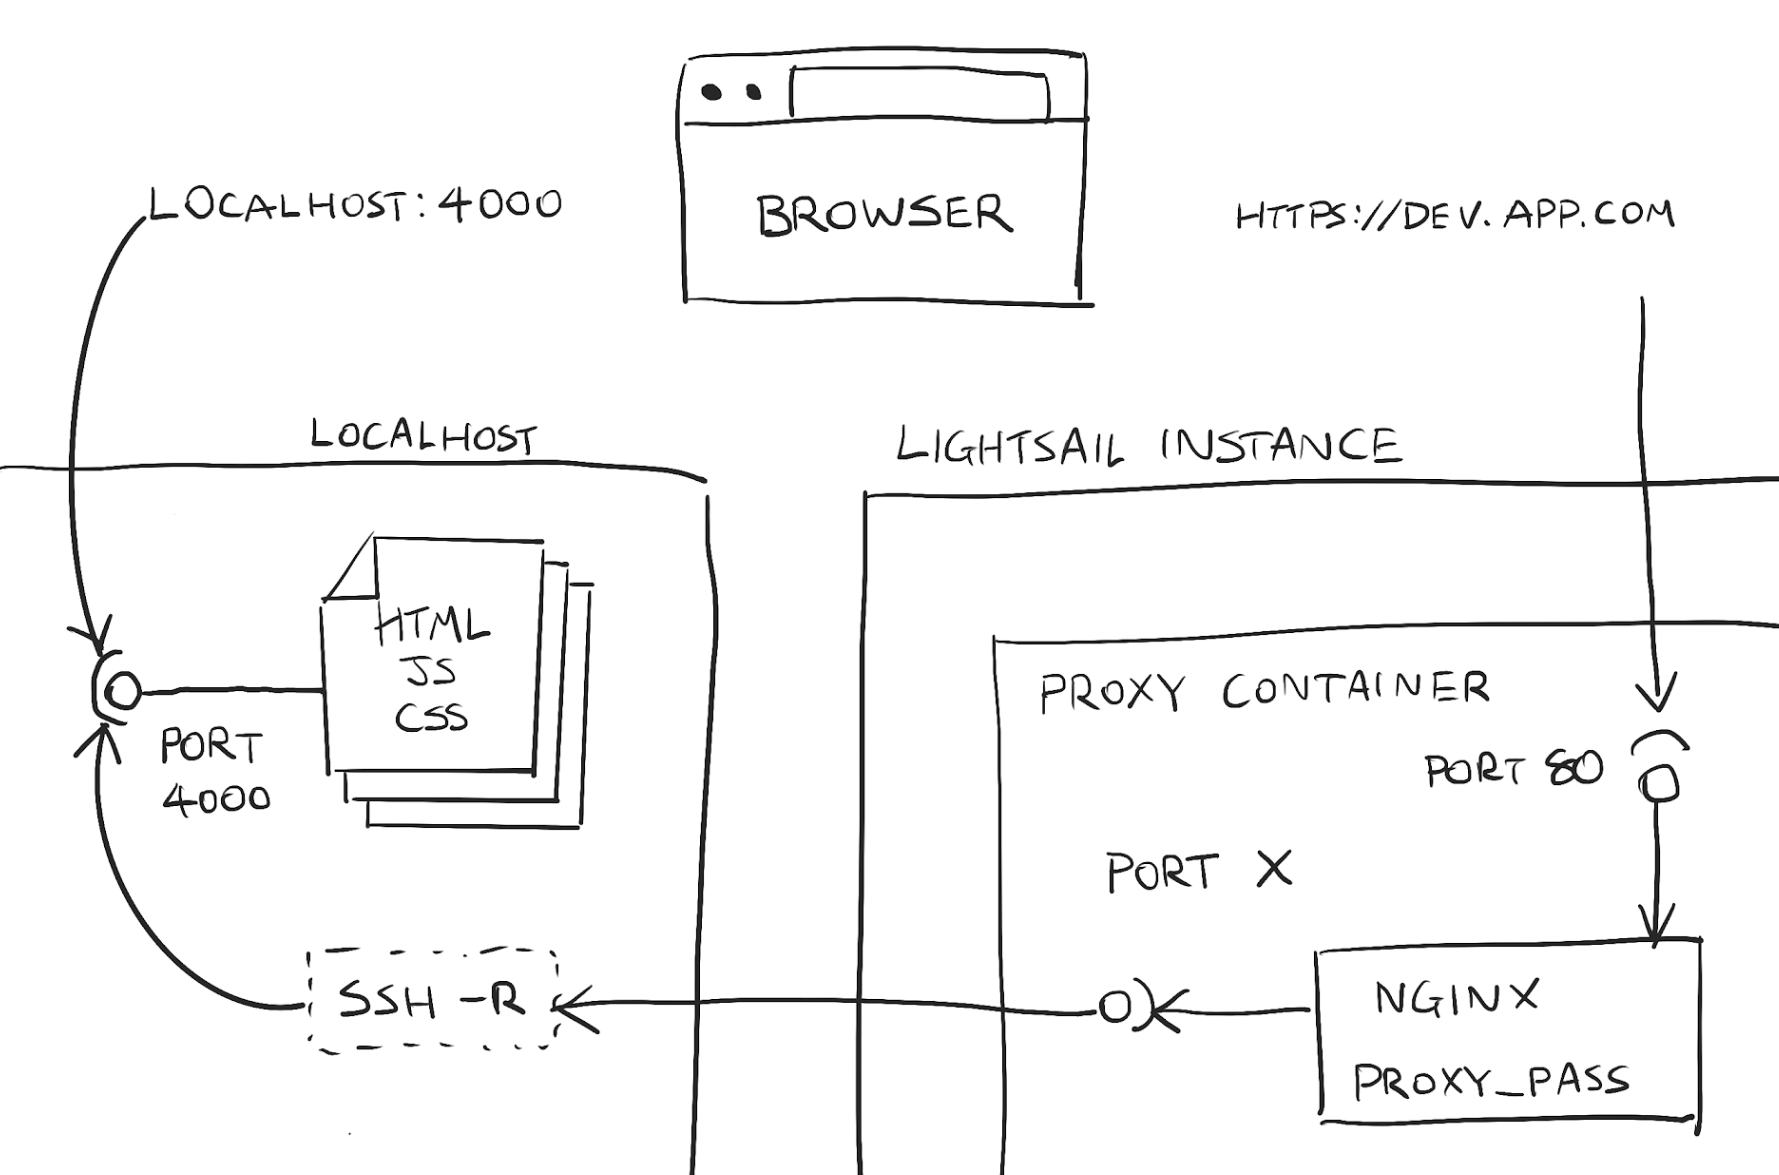 BROWSER
LOCALHOST:4000
HTTPS://DEV.APP.COM
LOCALHOST
LIGHTSAIL INSTANCE
HTML
JS
CSS
PORT
4000
SSH -R
PROXY CONTAINER
PORT 80
PORT X
NGINX
PROXY_PASS